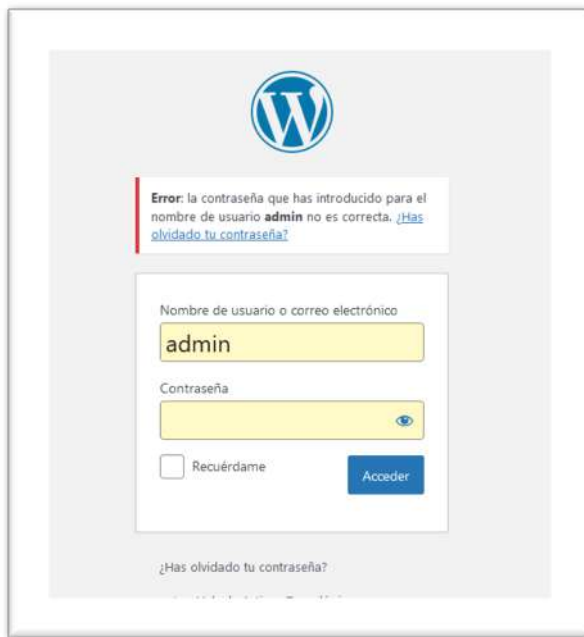 Error: la contraseña que has introducido para el
nombre de usuario admin no es correcta. ¿Has
olvidado tu contraseña?
Nombre de usuario o correo electrónico
admin
Contraseña
Recuérdame
Acceder
¿Has olvidado tu contraseña?